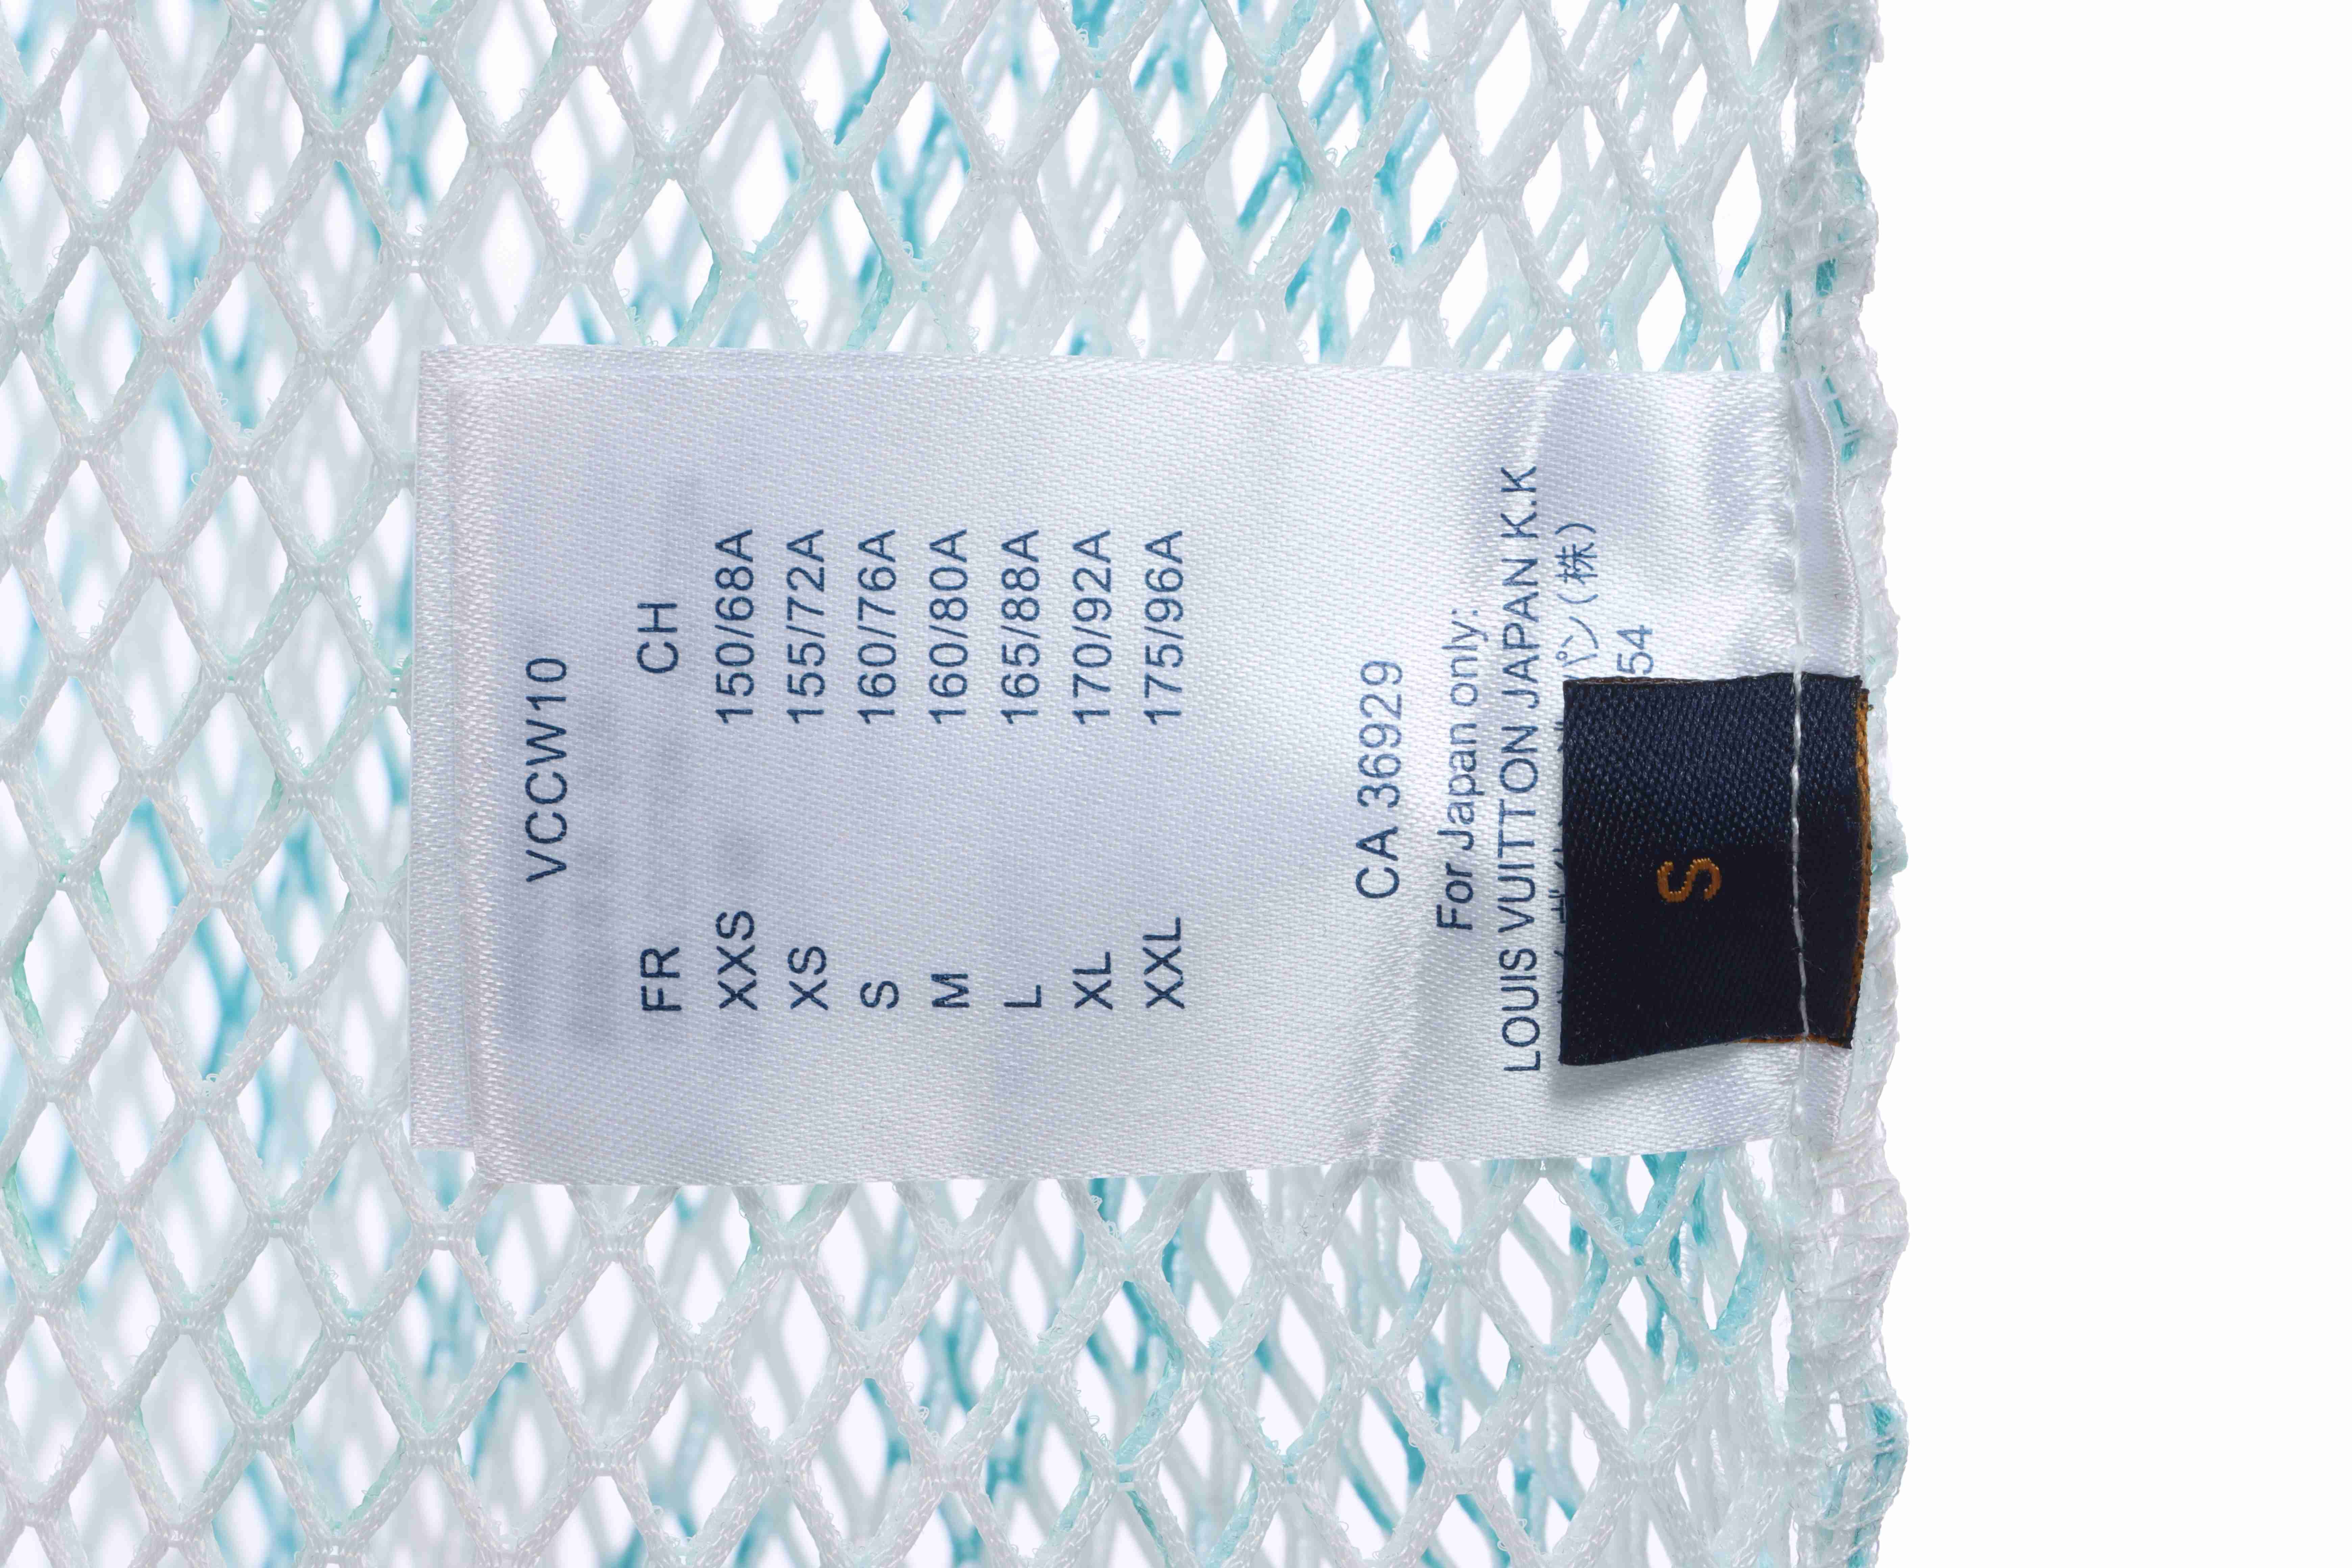 VCCW10
FR CH
XXS 150/68A
XS 155/72A
S 160/76A
M 160/80A
L 165/88A
XL 170/92A
XXL 175/96A
CA 36929
For Japan only:
LOUIS VUITTON JAPAN K.K
パン(株)
54
S